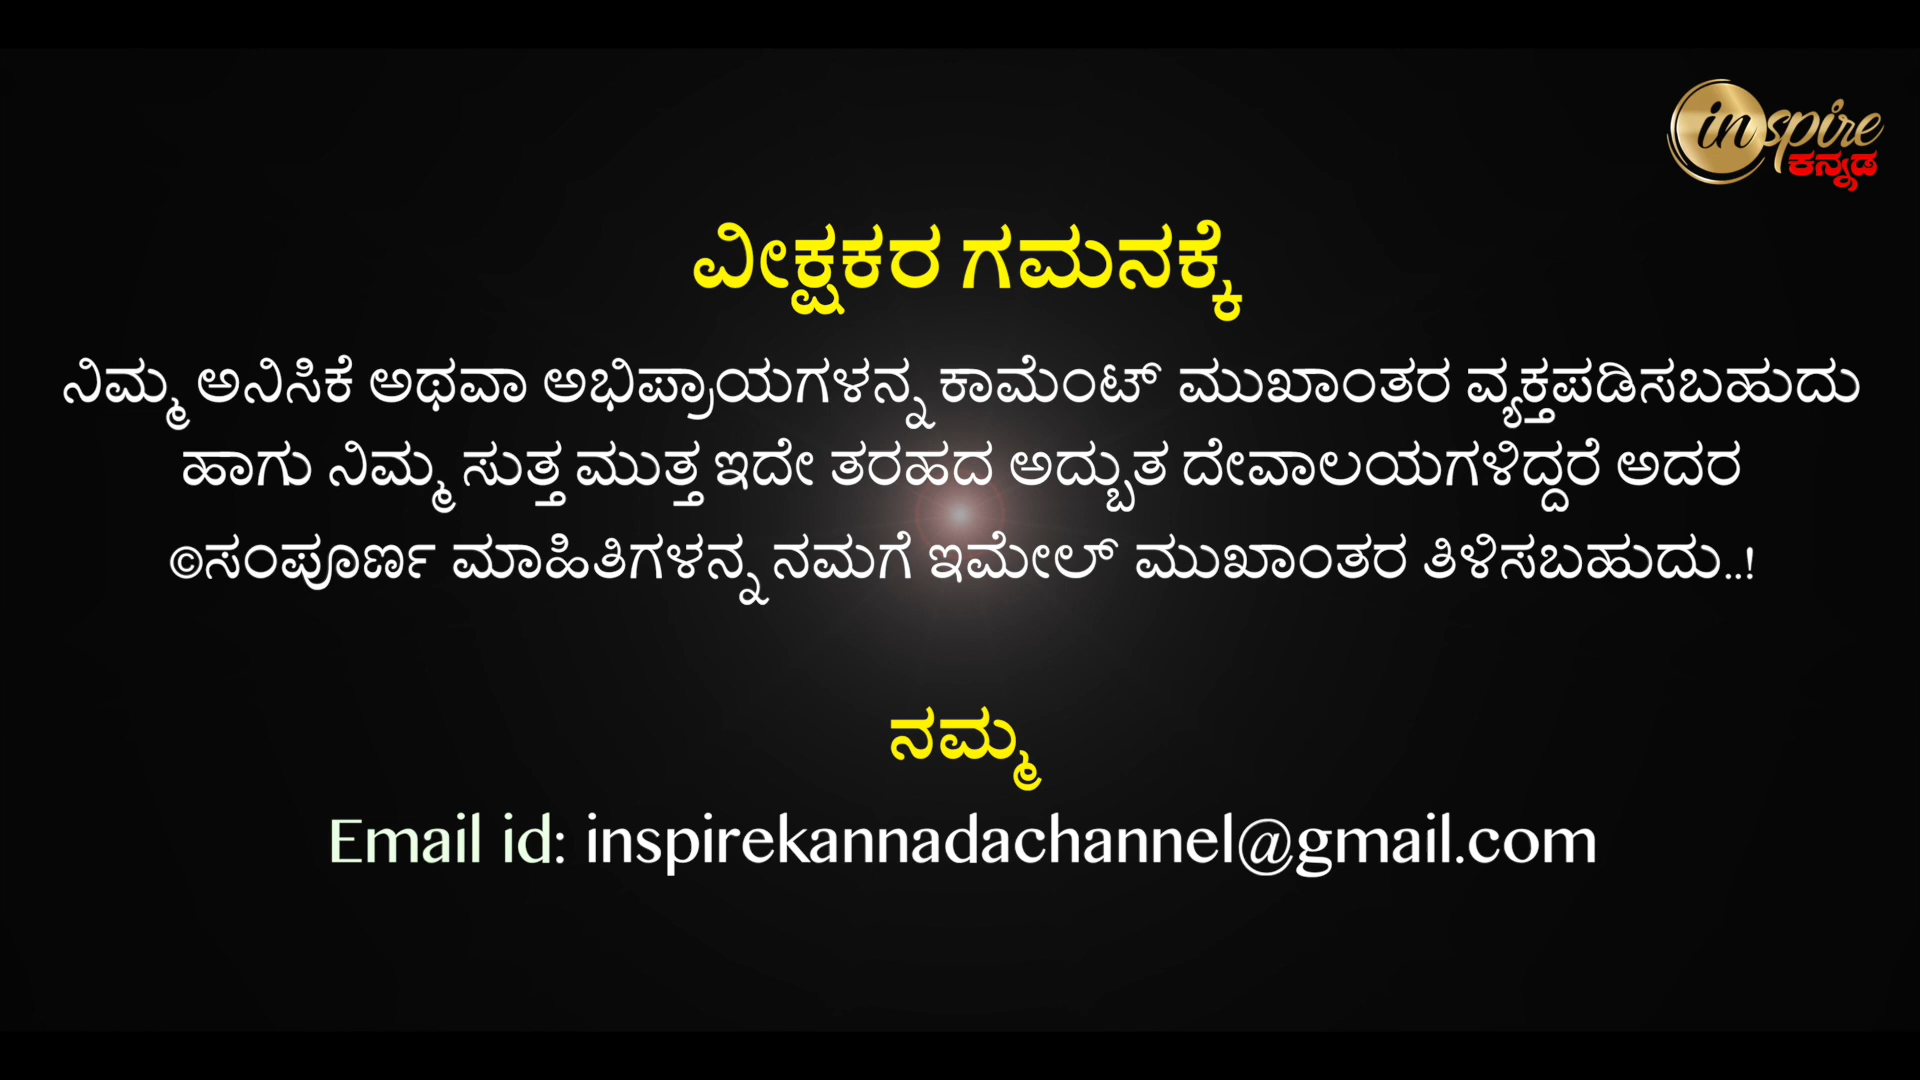 inspire
ಕನ್ನಡ
ವೀಕ್ಷಕರ ಗಮನಕ್ಕೆ
ನಿಮ್ಮ ಅನಿಸಿಕೆ ಅಥವಾ ಅಭಿಪ್ರಾಯಗಳನ್ನ ಕಾಮೆಂಟ್ ಮುಖಾಂತರ ವ್ಯಕ್ತಪಡಿಸಬಹುದು
ಹಾಗು ನಿಮ್ಮ ಸುತ್ತ ಮುತ್ತ ಇದೇ ತರಹದ ಅದ್ಬುತ ದೇವಾಲಯಗಳಿದ್ದರೆ ಅದರ
©ಸಂಪೂರ್ಣ ಮಾಹಿತಿಗಳನ್ನ ನಮಗೆ ಇಮೇಲ್ ಮುಖಾಂತರ ತಿಳಿಸಬಹುದು..!
ನಮ್ಮ
Email id: inspirekannadachannel@gmail.com